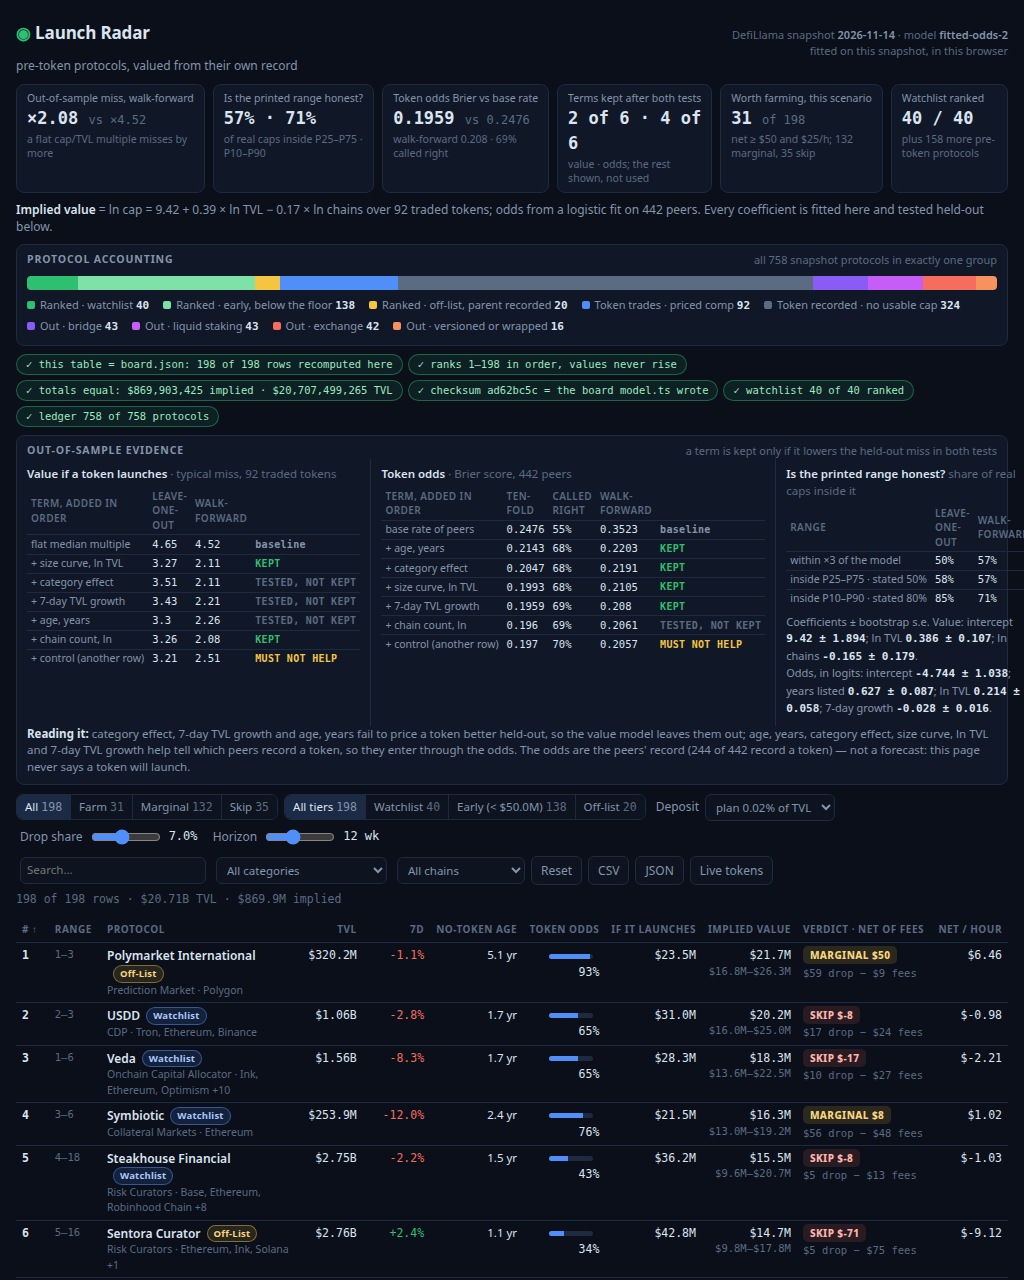 Launch Radar
DefiLlama snapshot 2026-11-14 · model fitted-odds-2
fitted on this snapshot, in this browser
pre-token protocols, valued from their own record
Out-of-sample miss, walk-forward
×2.08 vs ×4.52
a flat cap/TVL multiple misses by
more
Is the printed range honest?
57% · 71%
of real caps inside P25–P75 ·
P10–P90
Token odds Brier vs base rate
0.1959 vs 0.2476
walk-forward 0.208 · 69%
called right
Terms kept after both tests
2 of 6 · 4 of
6
value · odds; the rest
shown, not used
Worth farming, this scenario
31 of 198
net ≥ $50 and $25/h; 132
marginal, 35 skip
Watchlist ranked
40 / 40
plus 158 more pre-
token protocols
Implied value = ln cap = 9.42 + 0.39 × ln TVL − 0.17 × ln chains over 92 traded tokens; odds from a logistic fit on 442 peers. Every coefficient is fitted here and tested held-out
below.
PROTOCOL ACCOUNTING
all 758 snapshot protocols in exactly one group
Ranked · watchlist 40 Ranked · early, below the floor 138 Ranked · off-list, parent recorded 20 Token trades · priced comp 92 Token recorded · no usable cap 324
Out · bridge 43 Out · liquid staking 43 Out · exchange 42 Out · versioned or wrapped 16
✓ this table = board.json: 198 of 198 rows recomputed here ✓ ranks 1–198 in order, values never rise
✓ totals equal: $869,903,425 implied · $20,707,499,265 TVL ✓ checksum ad62bc5c = the board model.ts wrote ✓ watchlist 40 of 40 ranked
✓ ledger 758 of 758 protocols
OUT-OF-SAMPLE EVIDENCE
a term is kept only if it lowers the held-out miss in both tests
Value if a token launches · typical miss, 92 traded tokens
TERM, ADDED IN ORDER LEAVE-ONE-OUT WALK-FORWARD
flat median multiple 4.65 4.52 baseline
+ size curve, ln TVL 3.27 2.11 KEPT
+ category effect 3.51 2.11 TESTED, NOT KEPT
+ 7-day TVL growth 3.43 2.21 TESTED, NOT KEPT
+ age, years 3.3 2.26 TESTED, NOT KEPT
+ chain count, ln 3.26 2.08 KEPT
+ control (another row) 3.21 2.51 MUST NOT HELP
Token odds · Brier score, 442 peers
TERM, ADDED IN ORDER TEN-FOLD CALLED RIGHT WALK-FORWARD
base rate of peers 0.2476 55% 0.3523 baseline
+ age, years 0.2143 68% 0.2203 KEPT
+ category effect 0.2047 68% 0.2191 KEPT
+ size curve, ln TVL 0.1993 68% 0.2105 KEPT
+ 7-day TVL growth 0.1959 69% 0.208 KEPT
+ chain count, ln 0.196 69% 0.2061 TESTED, NOT KEPT
+ control (another row) 0.197 70% 0.2057 MUST NOT HELP
Is the printed range honest? share of real
caps inside it
RANGE LEAVE-ONE-OUT WALK-FORWARD
within ×3 of the model 50% 57%
inside P25–P75 · stated 50% 58% 57%
inside P10–P90 · stated 80% 85% 71%
Coefficients ± bootstrap s.e. Value: intercept
9.42 ± 1.894; ln TVL 0.386 ± 0.107; ln
chains -0.165 ± 0.179.
Odds, in logits: intercept -4.744 ± 1.038;
years listed 0.627 ± 0.087; ln TVL 0.214 ±
0.058; 7-day growth -0.028 ± 0.016.
Reading it: category effect, 7-day TVL growth and age, years fail to price a token better held-out, so the value model leaves them out; age, years, category effect, size curve, ln TVL
and 7-day TVL growth help tell which peers record a token, so they enter through the odds. The odds are the peers' record (244 of 442 record a token) — not a forecast: this page
never says a token will launch.
All 198 Farm 31 Marginal 132 Skip 35 All tiers 198 Watchlist 40 Early (< $50.0M) 138 Off-list 20 Deposit plan 0.02% of TVL
Drop share 7.0% Horizon 12 wk
Search... All categories All chains Reset CSV JSON Live tokens
198 of 198 rows · $20.71B TVL · $869.9M implied
# ↑ RANGE PROTOCOL TVL 7D NO-TOKEN AGE TOKEN ODDS IF IT LAUNCHES IMPLIED VALUE VERDICT · NET OF FEES NET / HOUR
1 1–3 Polymarket International $320.2M -1.1% 5.1 yr 93% $23.5M $21.7M MARGINAL $50 $6.46
Off-List $16.8M–$26.3M $59 drop − $9 fees
Prediction Market · Polygon
2 2–3 USDD Watchlist $1.06B -2.8% 1.7 yr 65% $31.0M $20.2M SKIP $-8 $-0.98
CDP · Tron, Ethereum, Binance $16.0M–$25.0M $17 drop − $24 fees
3 1–6 Veda Watchlist $1.56B -8.3% 1.7 yr 65% $28.3M $18.3M SKIP $-17 $-2.21
Onchain Capital Allocator · Ink, $13.6M–$22.5M $10 drop − $27 fees
Ethereum, Optimism +10
4 3–6 Symbiotic Watchlist $253.9M -12.0% 2.4 yr 76% $21.5M $16.3M MARGINAL $8 $1.02
Collateral Markets · Ethereum $13.0M–$19.2M $56 drop − $48 fees
5 4–18 Steakhouse Financial $2.75B -2.2% 1.5 yr 43% $36.2M $15.5M SKIP $-8 $-1.03
Watchlist $9.6M–$20.7M $5 drop − $13 fees
Risk Curators · Base, Ethereum,
Robinhood Chain +8
6 5–16 Sentora Curator Off-List $2.76B +2.4% 1.1 yr 34% $42.8M $14.7M SKIP $-71 $-9.12
Risk Curators · Ethereum, Ink, Solana $9.8M–$17.8M $5 drop − $75 fees
+1